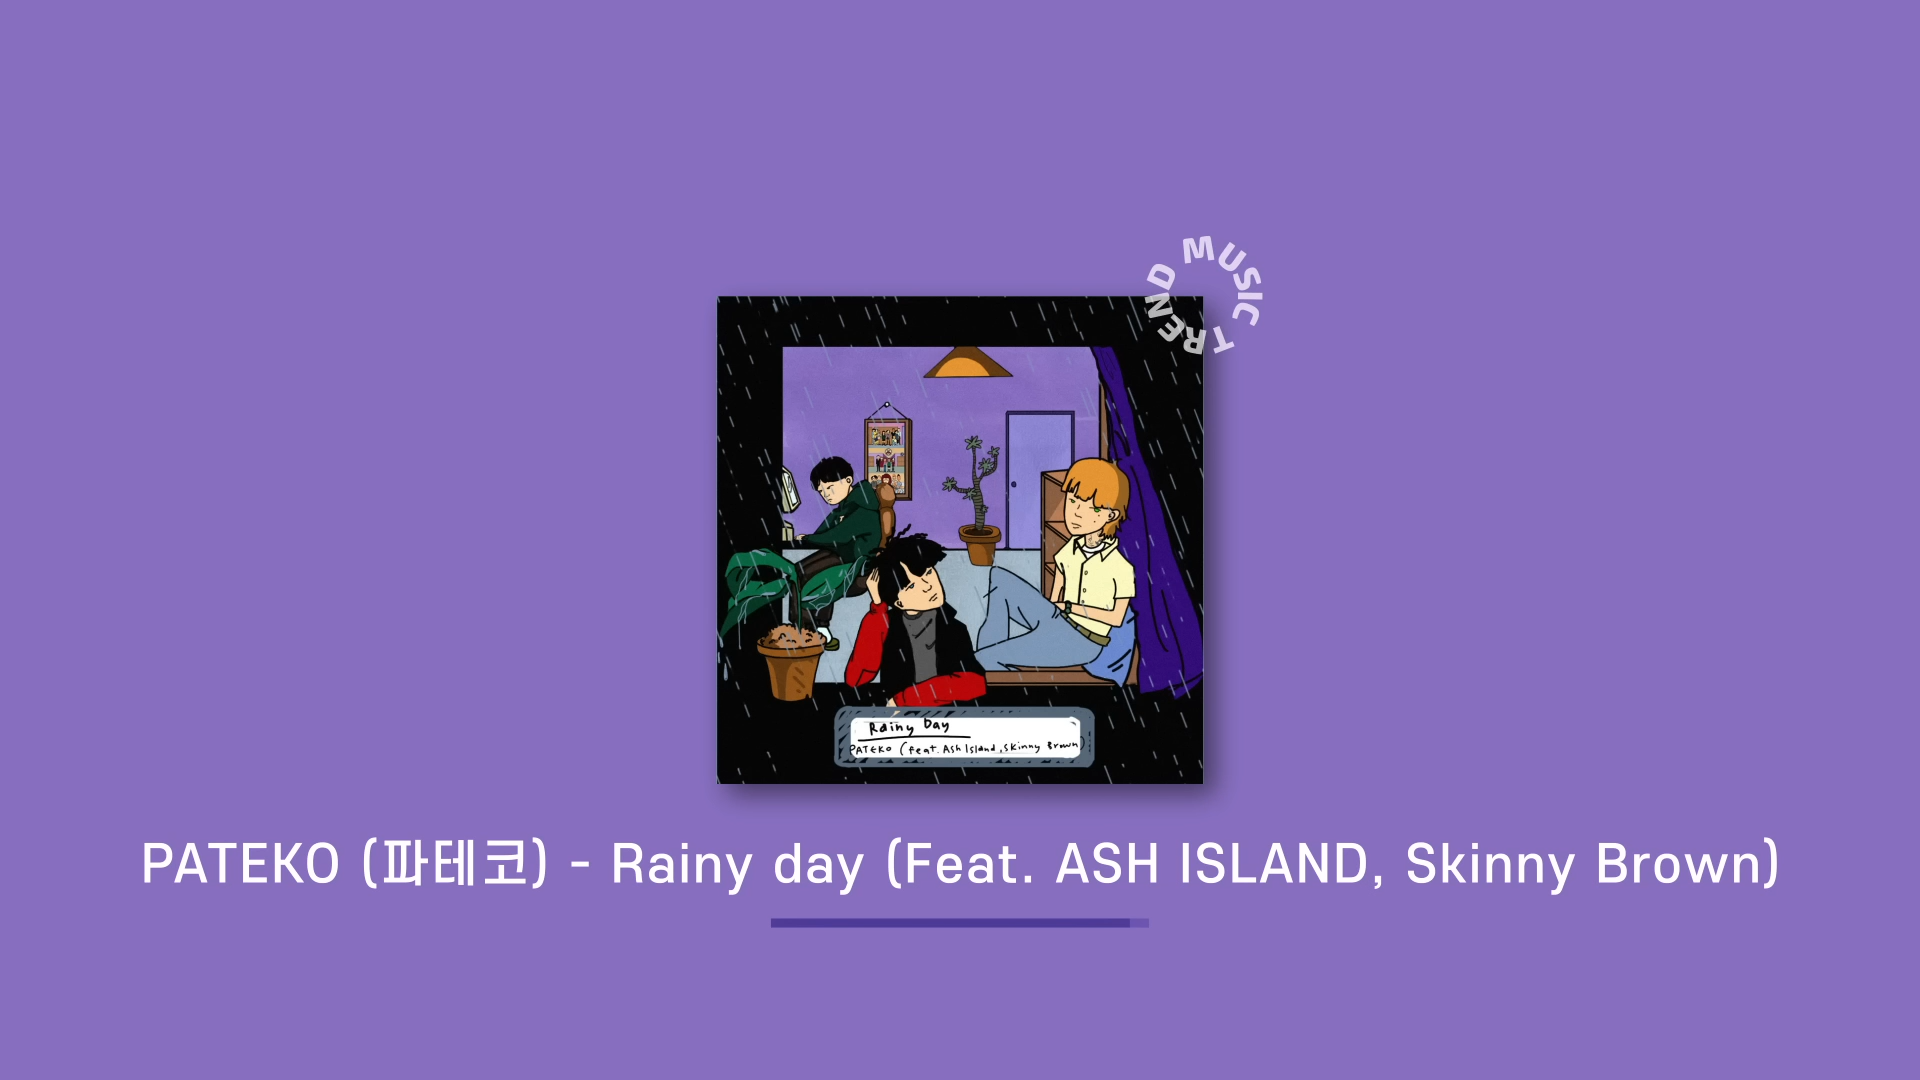 MUSIC TREND
Rainy Day
PATEKO (feat. Ash Island, Skinny Brown)
PATEKO (파테코) - Rainy day (Feat. ASH ISLAND, Skinny Brown)